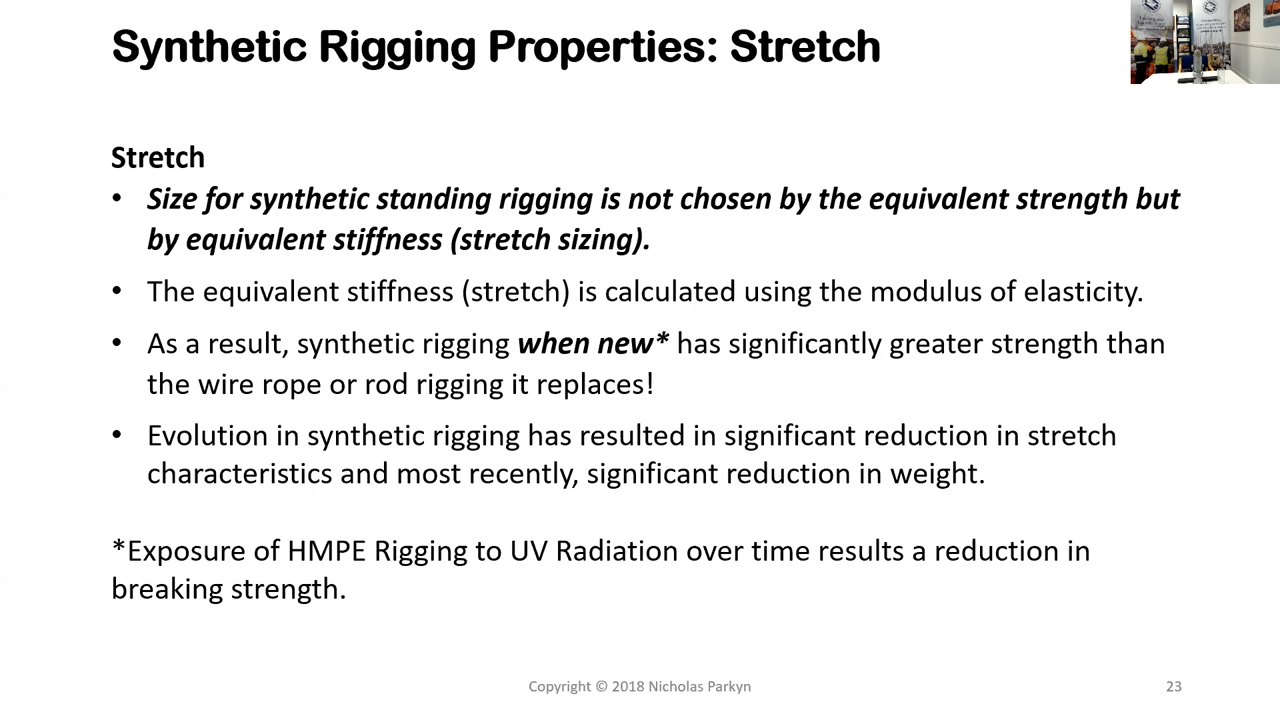 Synthetic Rigging Properties: Stretch
Stretch
• Size for synthetic standing rigging is not chosen by the equivalent strength but
by equivalent stiffness (stretch sizing).
• The equivalent stiffness (stretch) is calculated using the modulus of elasticity.
• As a result, synthetic rigging when new* has significantly greater strength than
the wire rope or rod rigging it replaces!
• Evolution in synthetic rigging has resulted in significant reduction in stretch
characteristics and most recently, significant reduction in weight.
*Exposure of HMPE Rigging to UV Radiation over time results a reduction in
breaking strength.
Copyright © 2018 Nicholas Parkyn
23